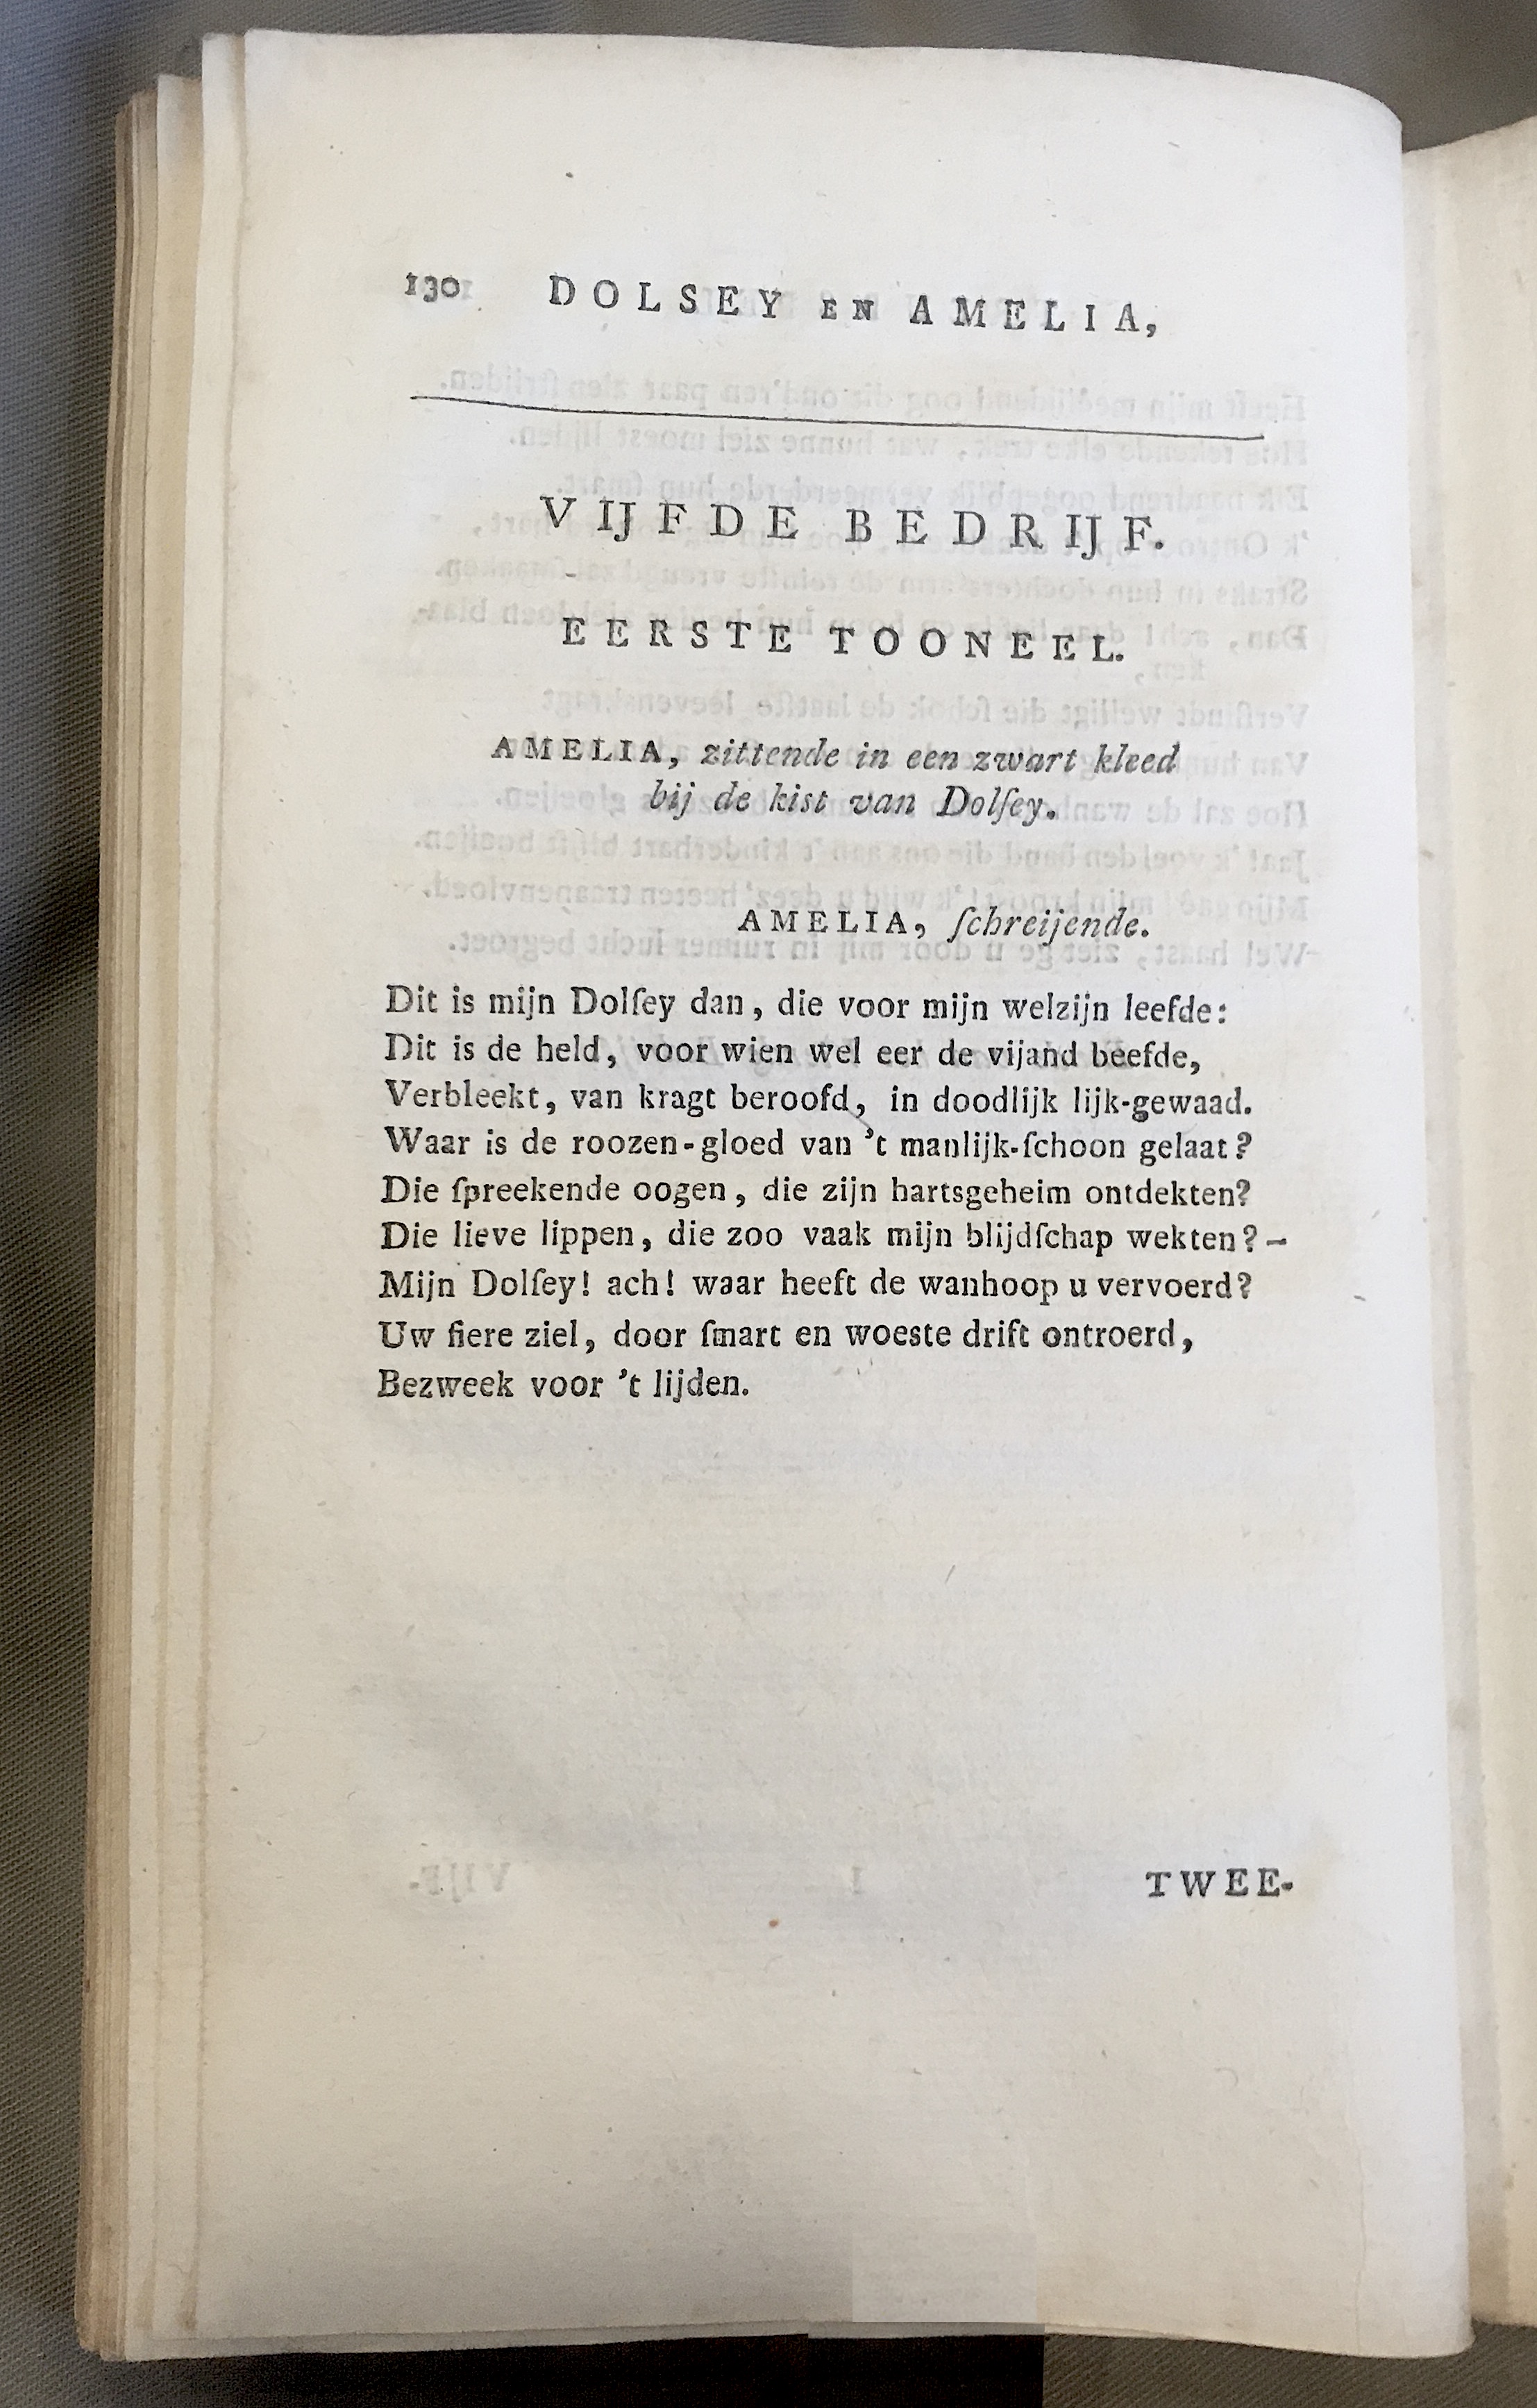 130 DOLSEY EN AMELIA,
VIJFDE BEDRIJF.
EERSTE TOONEEL.
AMELIA, zittende in een zwart kleed
bij de kist van Dolſey.
AMELIA, ſchreijende.
Dit is mijn Dolſey dan, die voor mijn welzijn leefde:
Dit is de held, voor wien wel eer de vijand beefde,
Verbleekt, van kragt beroofd, in doodlijk lijk-gewaad.
Waar is de roozen-gloed van 't manlijk-ſchoon gelaat?
Die ſpreekende oogen, die zijn hartsgeheim ontdekten?
Die lieve lippen, die zoo vaak mijn blijdſchap wekten? –
Mijn Dolſey! ach! waar heeft de wanhoop u vervoerd?
Uw fiere ziel, door ſmart en woeste drift ontroerd,
Bezweek voor 't lijden.
TWEE-